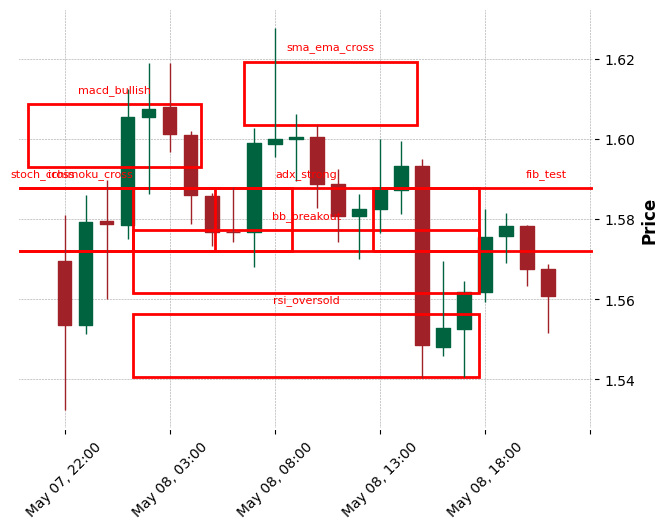 sma_ema_cross
1.62
macd_bullish
1.60
stoch_cross
ichimoku_cross
adx_strong
fib_test
bb_breakout
1.58
Price
rsi_oversold
1.56
1.54
May 07, 22:00
May 08, 03:00
May 08, 08:00
May 08, 13:00
May 08, 18:00